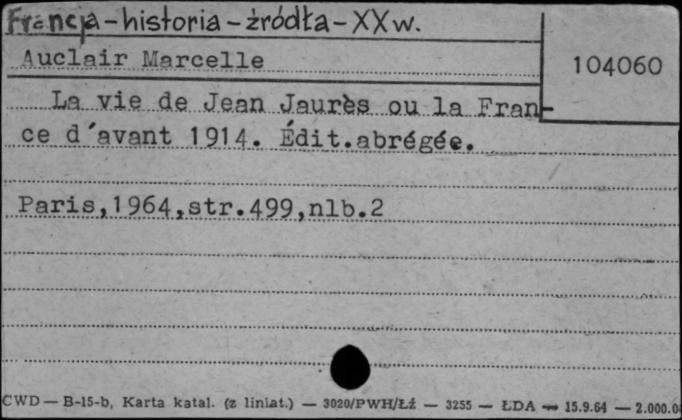 Francja - historia - źródła - XX w.
Auclair Marcelle
104060
La vie de Jean Jaurès ou la Fran-
ce d'avant 1914. Édit.abrégée.
Paris,1964,str.499,nlb.2
CWD — B-15-b, Karta katal. (z liniat.) — 3020/PWH/Łź — 3255 — ŁDA — 15.9.64 — 2.000.0